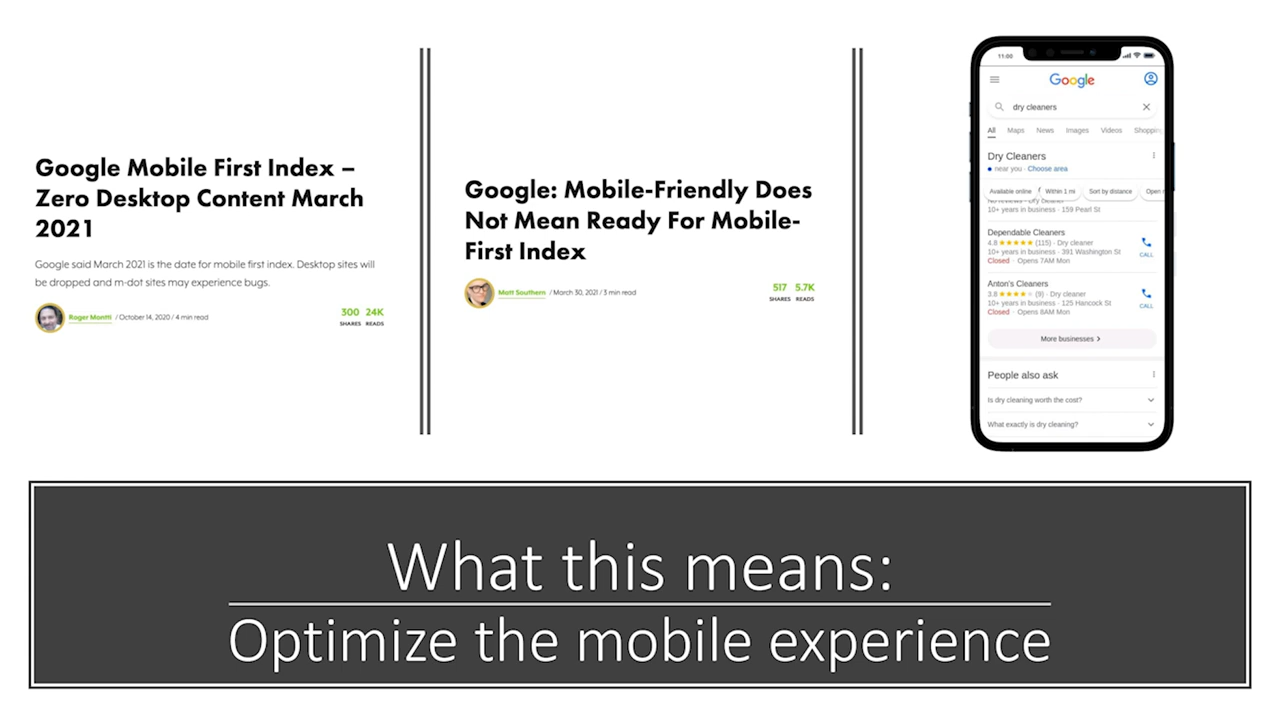 Google Mobile First Index –
Zero Desktop Content March
2021
Google said March 2021 is the date for mobile first index. Desktop sites will
be dropped and m-dot sites may experience bugs.
Roger Montti / October 14, 2020 / 4 min read
300 24K
SHARES READS
Google: Mobile-Friendly Does
Not Mean Ready For Mobile-
First Index
Matt Southern / March 30, 2021 / 3 min read
517 5.7K
SHARES READS
11:00
Google
dry cleaners
All Maps News Images Videos Shopping
Dry Cleaners
near you · Choose area
Available online Within 1 mi Sort by distance Open
No reviews · Dry cleaner
10+ years in business · 159 Pearl St
Dependable Cleaners
4.8 ★★★★★ (115) · Dry cleaner
10+ years in business · 391 Washington St
Closed · Opens 7AM Mon
CALL
Anton's Cleaners
3.8 ★★★★★ (9) · Dry cleaner
10+ years in business · 125 Hancock St
Closed · Opens 8AM Mon
CALL
More businesses >
People also ask
Is dry cleaning worth the cost?
What exactly is dry cleaning?
What this means:
Optimize the mobile experience